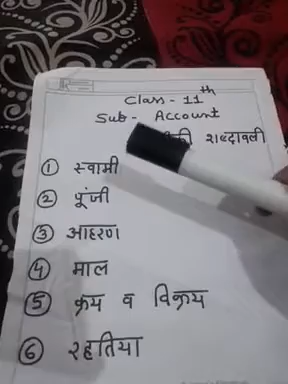 Class - 11th
Sub - Account
की शब्दावली
① स्वामी
② पूंजी
③ आहरण
④ माल
⑤ क्रय व विक्रय
⑥ रहतिया